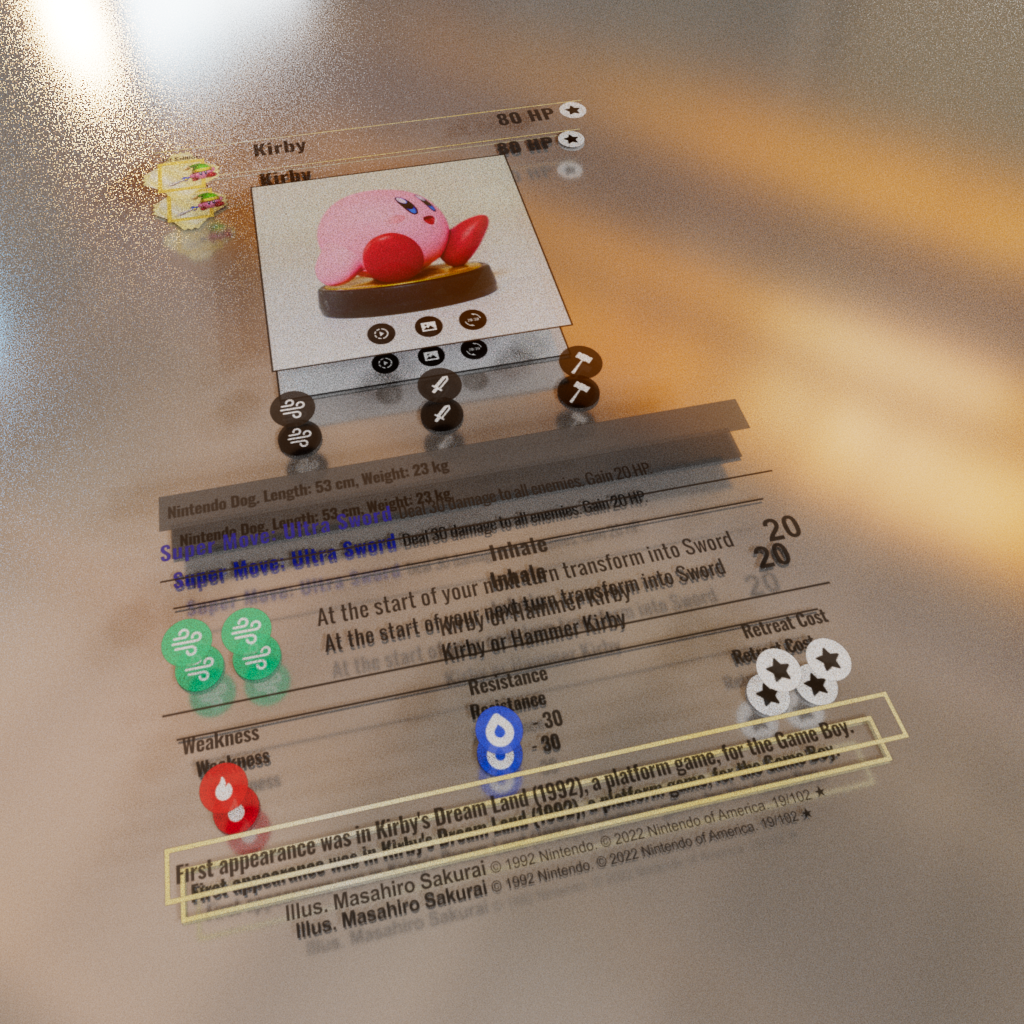 Kirby 80 HP
Nintendo Dog. Length: 53 cm, Weight: 23 kg
Super Move. Ultra Sword Deal 30 damage to all enemies. Gain 20 HP.
Inhale
At the start of your next turn transform into Sword Kirby or Hammer Kirby
20
Weakness
Resistance
- 30
Retreat Cost
First appearance was in Kirby's Dream Land (1992), a platform game, for the Game Boy.
Illus. Masahiro Sakurai © 1992 Nintendo. © 2022 Nintendo of America. 19/102 ★